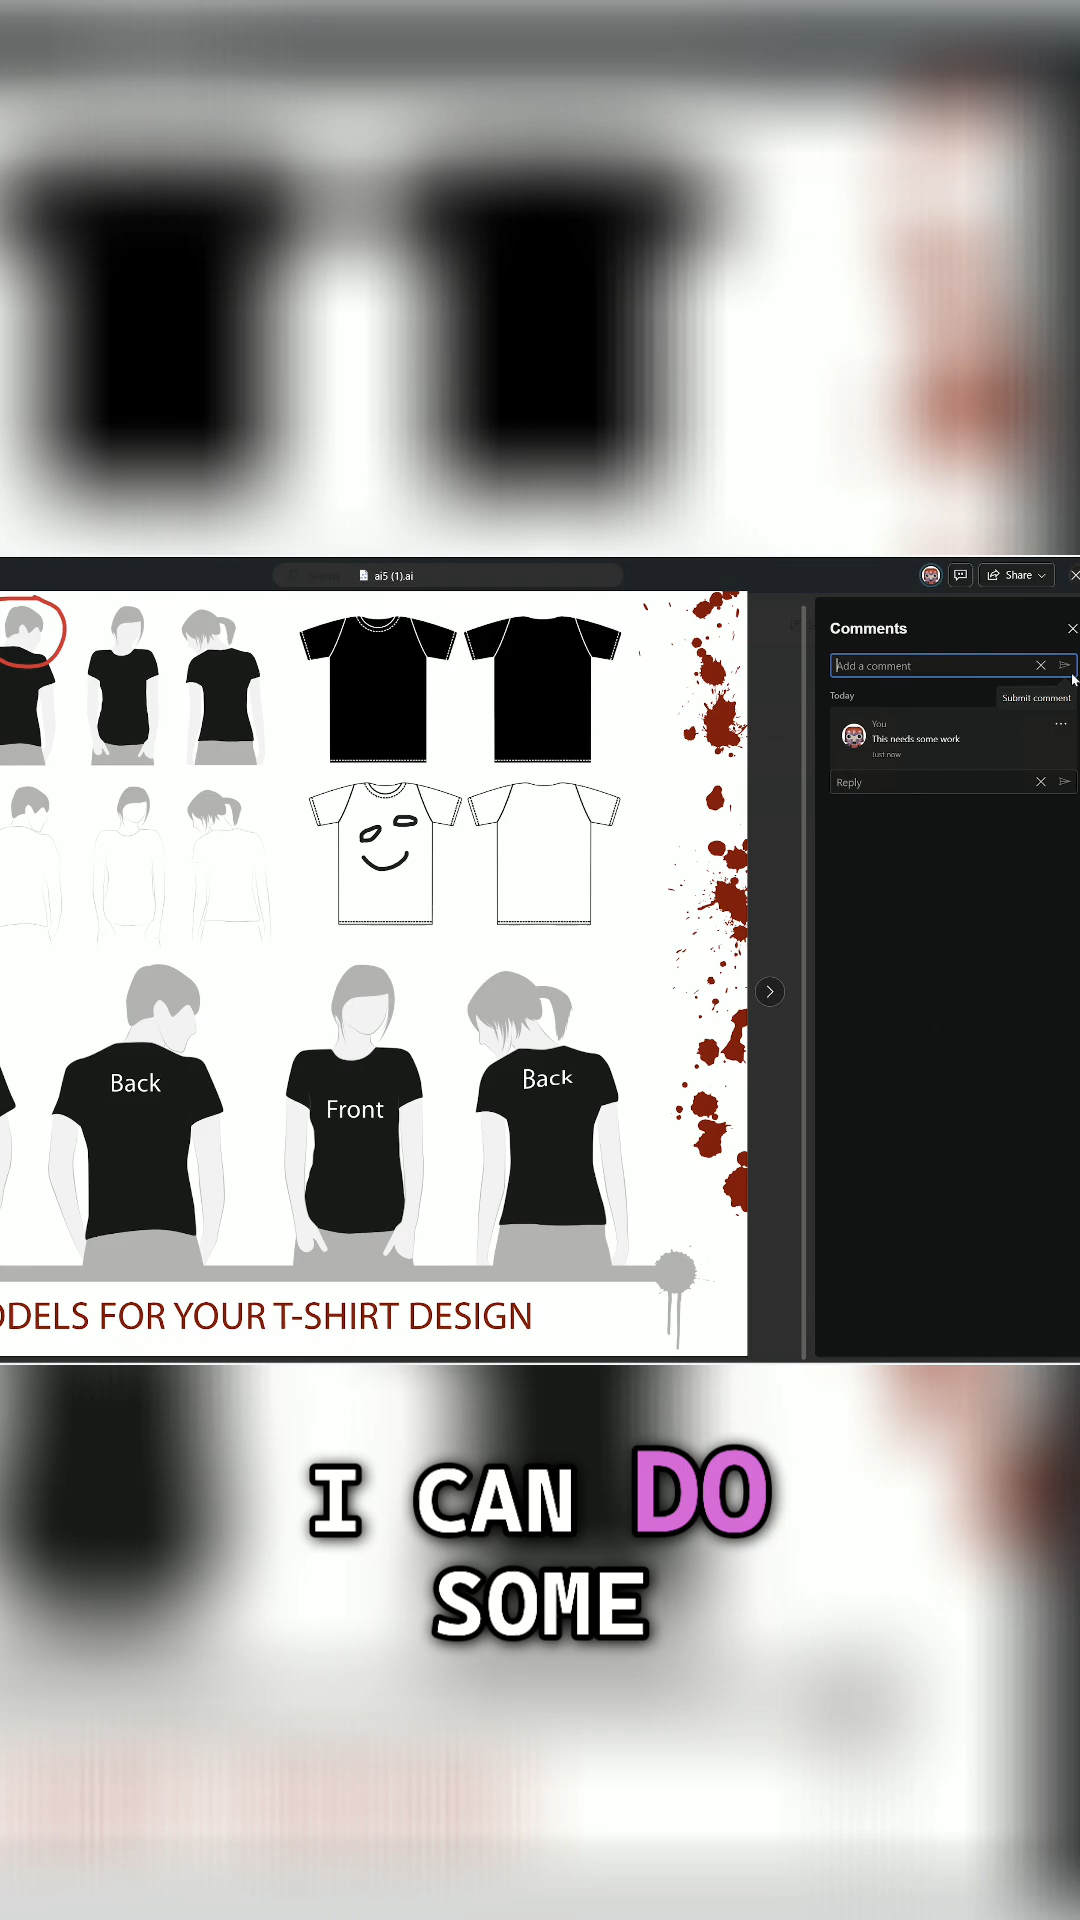 ai5 (1).ai
Share
Comments
Add a comment
Today
Submit comment
You
This needs some work
Just now
Reply
Back
Front
Back
ODELS FOR YOUR T-SHIRT DESIGN
I CAN DO
SOME